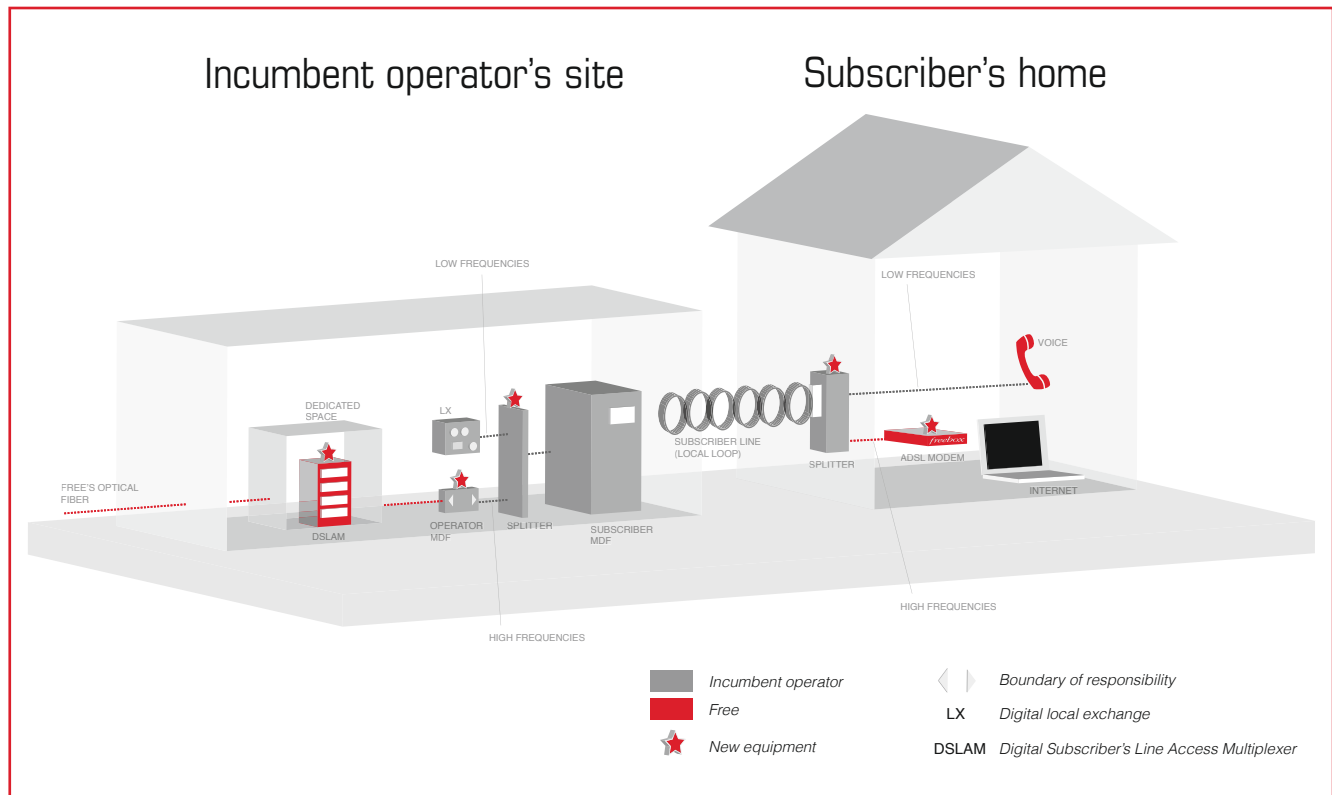 Incumbent operator's site
Subscriber's home
LOW FREQUENCIES
LOW FREQUENCIES
VOICE
DEDICATED
SPACE
LX
SUBSCRIBER LINE
(LOCAL LOOP)
SPLITTER
freebox
ADSL MODEM
INTERNET
FREE'S OPTICAL
FIBER
DSLAM
OPERATOR
MDF
SPLITTER
SUBSCRIBER
MDF
HIGH FREQUENCIES
HIGH FREQUENCIES
Incumbent operator
Free
New equipment
Boundary of responsibility
LX Digital local exchange
DSLAM Digital Subscriber's Line Access Multiplexer